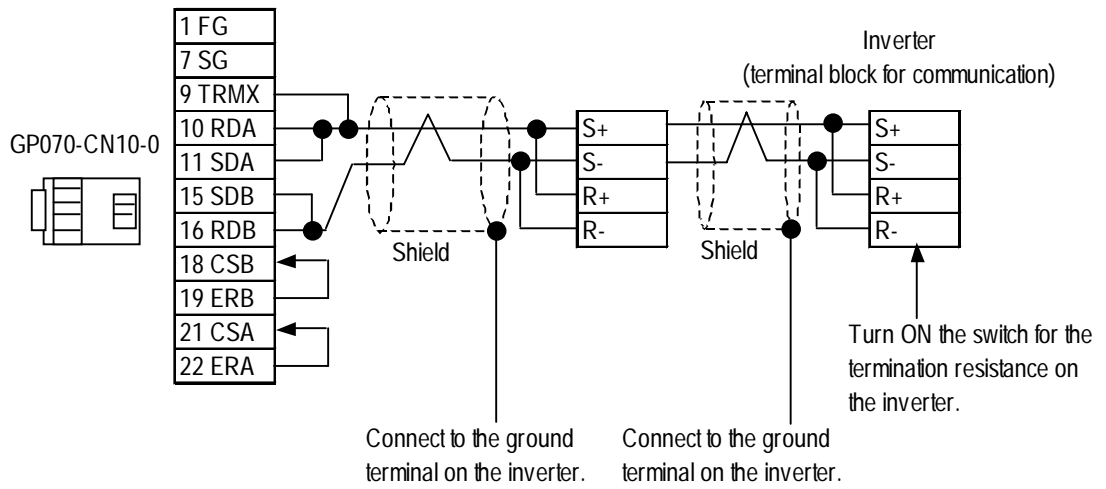 1 FG
7 SG
9 TRMX
10 RDA
11 SDA
15 SDB
16 RDB
18 CSB
19 ERB
21 CSA
22 ERA
GP070-CN10-0
Shield
Connect to the ground
terminal on the inverter.
S+
S-
R+
R-
Shield
Connect to the ground
terminal on the inverter.
Inverter
(terminal block for communication)
S+
S-
R+
R-
Turn ON the switch for the
termination resistance on
the inverter.